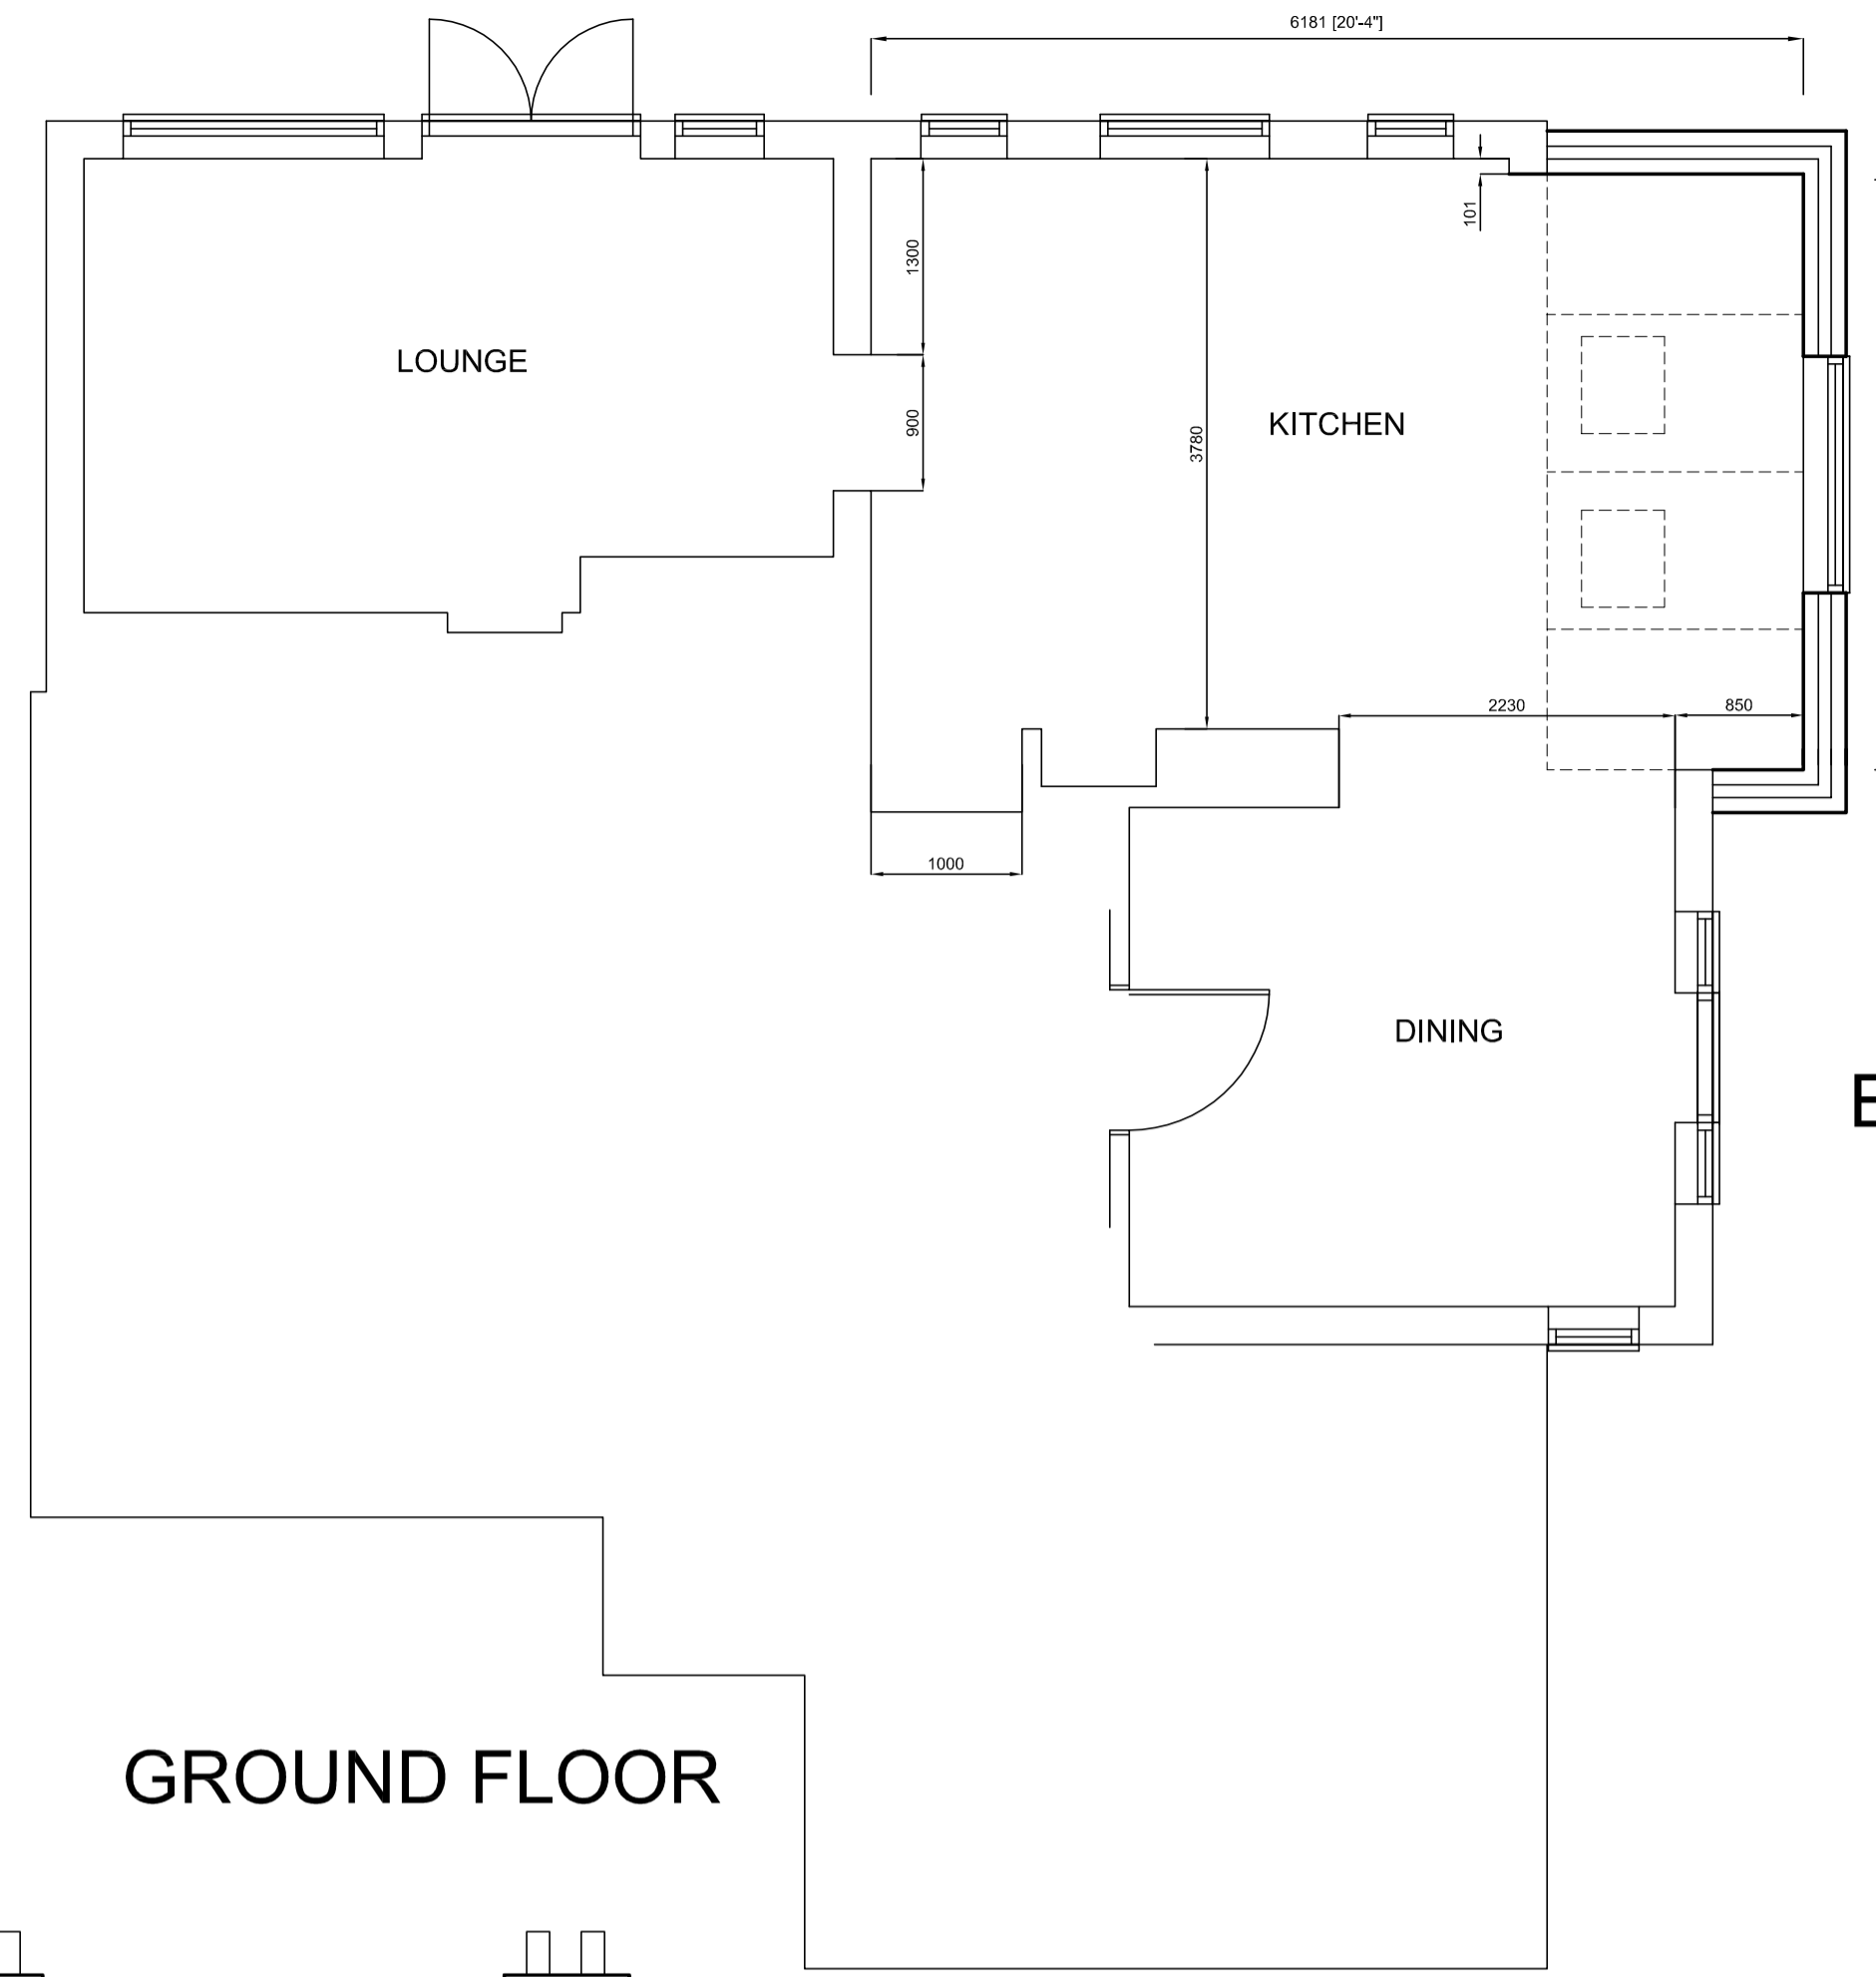 6181 [20'-4"]
101
1300
LOUNGE
900
KITCHEN
3780
2230
850
1000
DINING
E
GROUND FLOOR